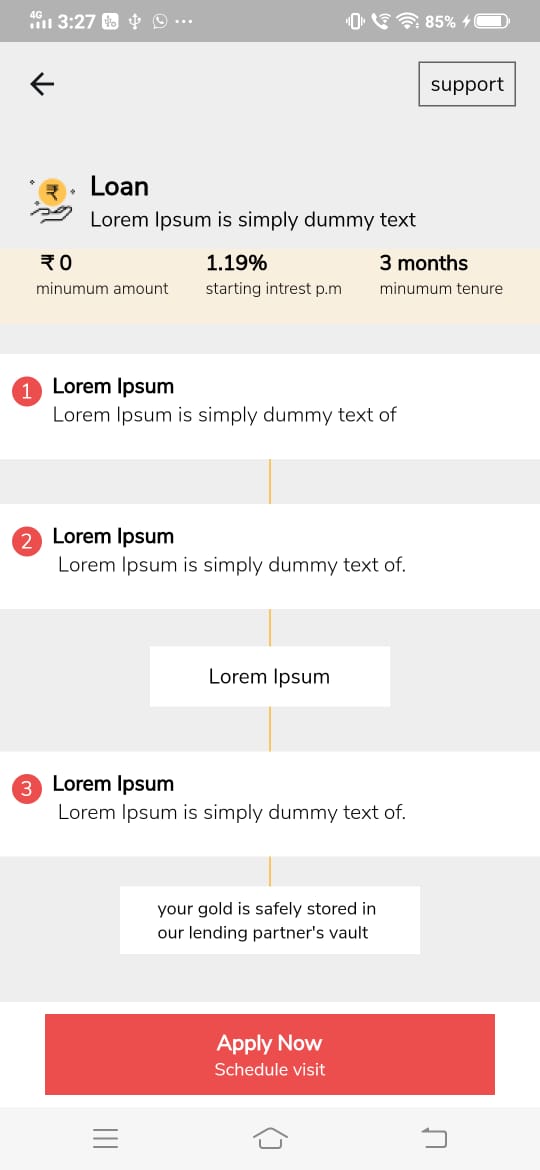 4G 3:27 85%
support
Loan
Lorem Ipsum is simply dummy text
₹ 0 1.19% 3 months
minumum amount starting intrest p.m minumum tenure
1 Lorem Ipsum
Lorem Ipsum is simply dummy text of
2 Lorem Ipsum
Lorem Ipsum is simply dummy text of.
Lorem Ipsum
3 Lorem Ipsum
Lorem Ipsum is simply dummy text of.
your gold is safely stored in
our lending partner's vault
Apply Now
Schedule visit